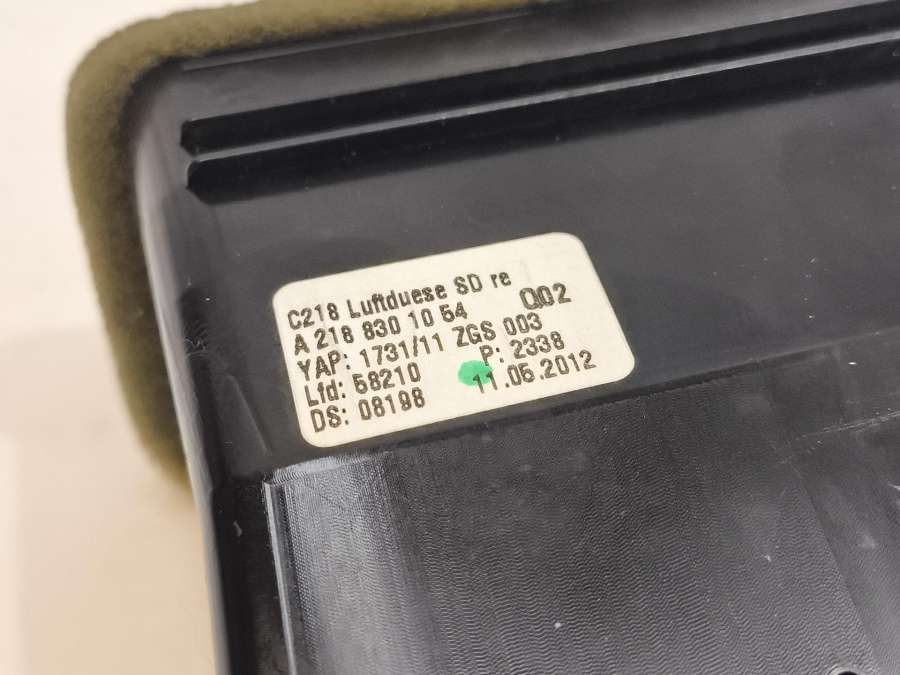 C218 Luftduese SD re
A 218 830 10 54 Q02
YAP: 1731/11 ZGS 003
Lfd: 58210 P: 2338
DS: 08198 11.05.2012